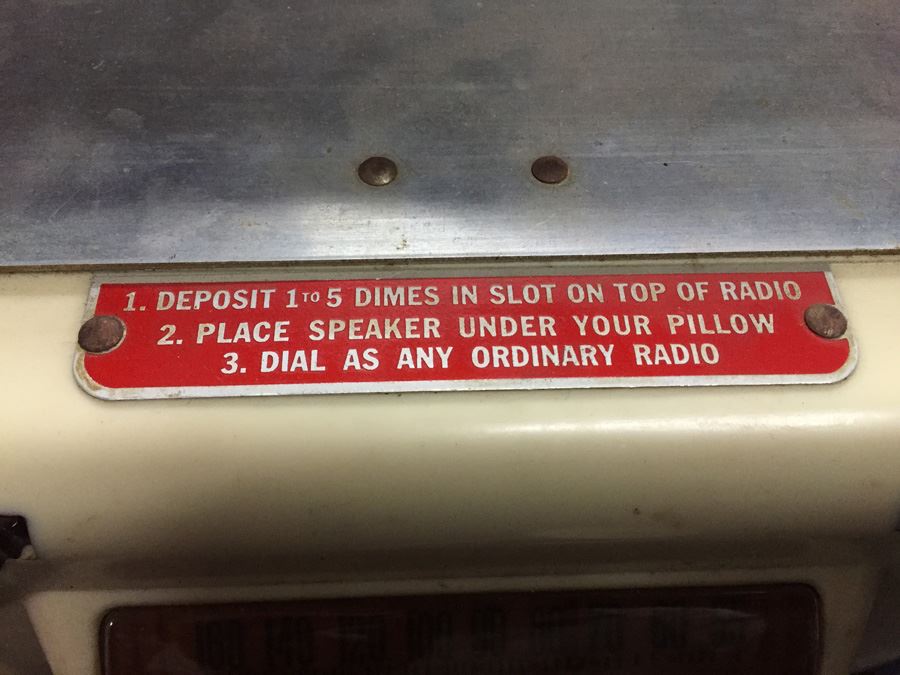 1. DEPOSIT 1 TO 5 DIMES IN SLOT ON TOP OF RADIO
2. PLACE SPEAKER UNDER YOUR PILLOW
3. DIAL AS ANY ORDINARY RADIO